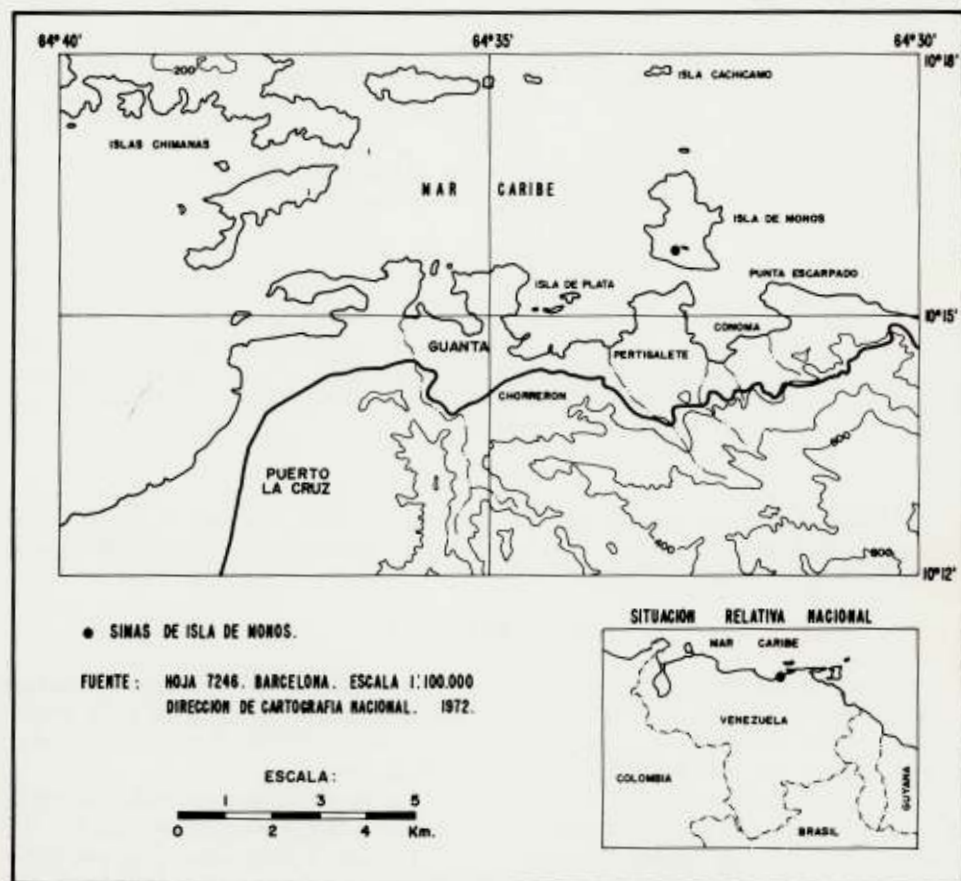 64°40'
64°35'
64°30'
10°18'
200
ISLA CACHICAMO
ISLAS CHIMANAS
MAR CARIBE
ISLA DE MONOS
PUNTA ESCARPADO
ISLA DE PLATA
10°15'
CONOMA
GUANTA
PERTIGALETE
CHORRERON
600
PUERTO
LA CRUZ
400
800
10°12'
● SIMAS DE ISLA DE MONOS.
FUENTE: HOJA 7246. BARCELONA. ESCALA 1:100.000
DIRECCION DE CARTOGRAFIA NACIONAL. 1972.
ESCALA:
1 3 5
0 2 4 Km.
SITUACION RELATIVA NACIONAL
MAR CARIBE
VENEZUELA
COLOMBIA
GUYANA
BRASIL